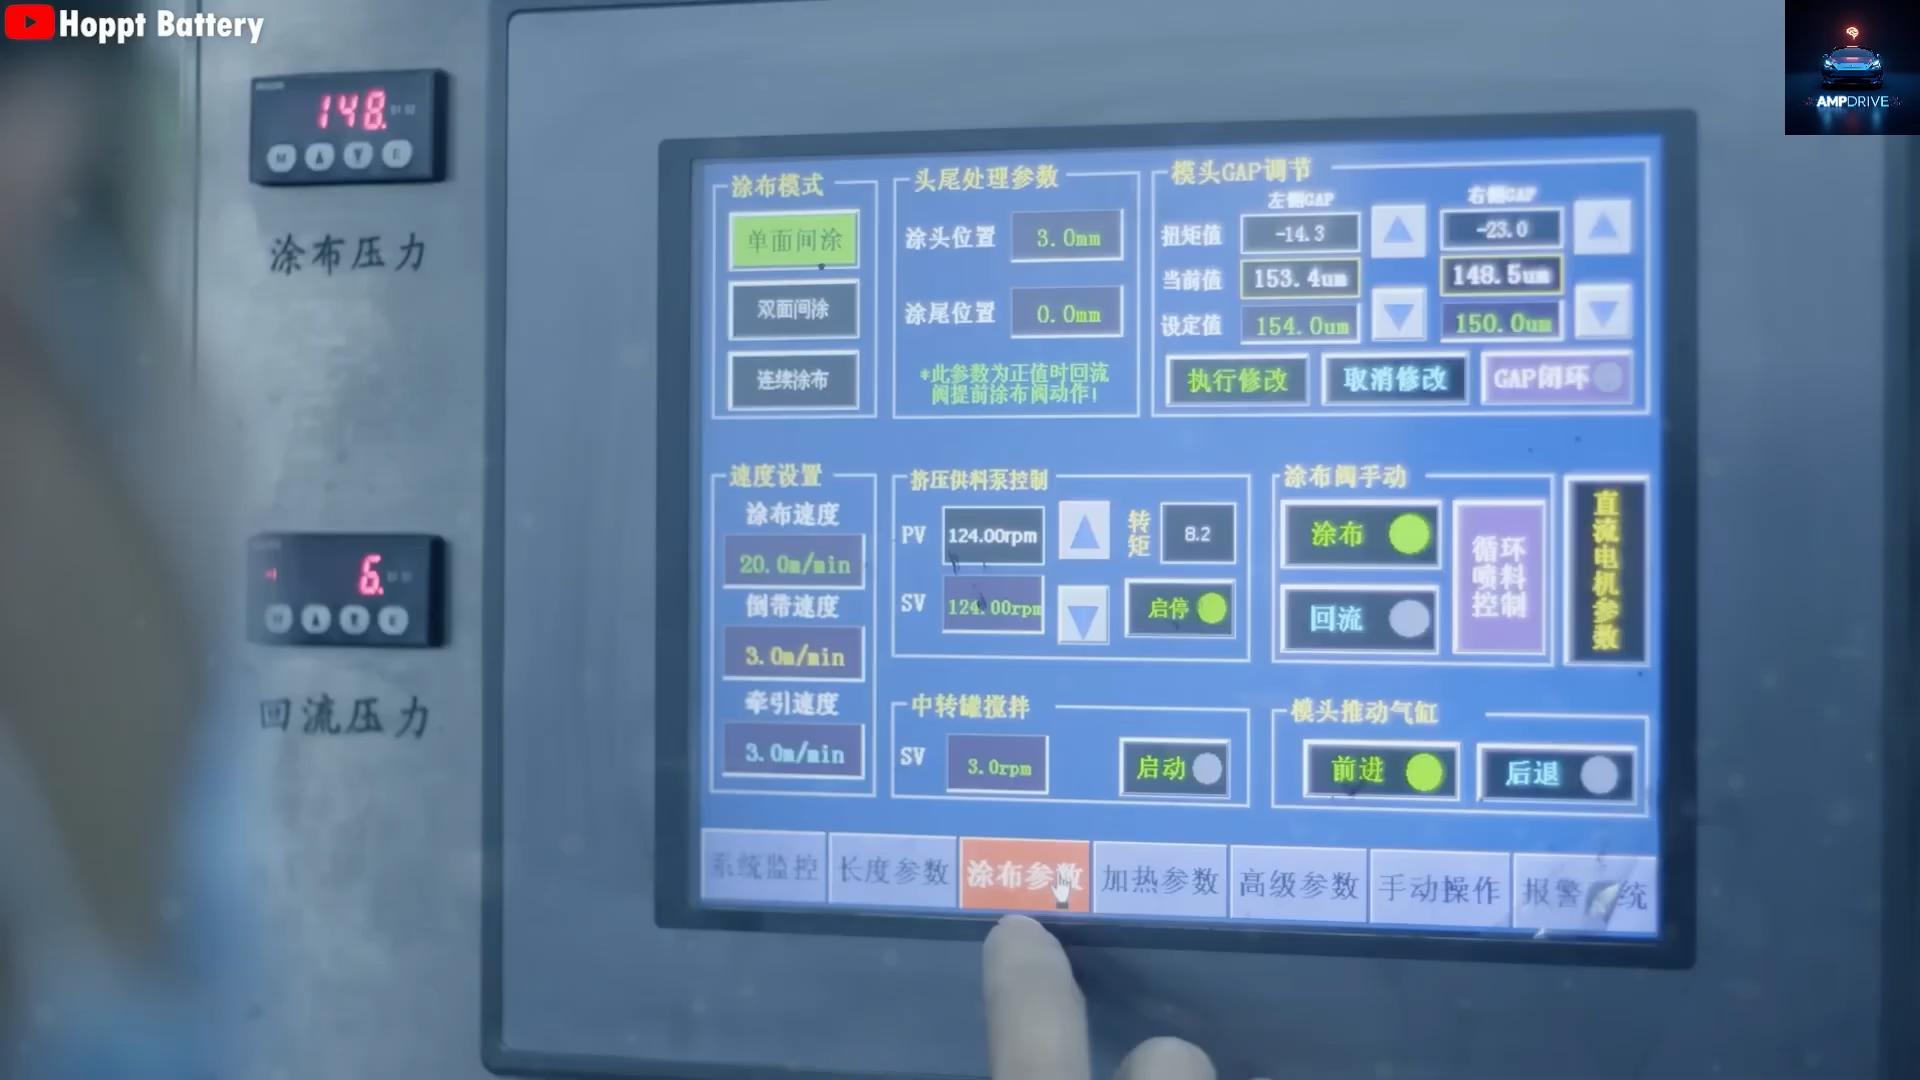 Hoppt Battery
AMPDRIVE
148.
涂布压力
6.
回流压力
涂布模式
单面间涂
双面间涂
连续涂布
头尾处理参数
涂头位置 3.0mm
涂尾位置 0.0mm
*此参数为正值时回流
阀提前涂布阀动作!
模头GAP调节
左侧GAP 右侧GAP
扭矩值 -14.3 -23.0
当前值 153.4um 148.5um
设定值 154.0um 150.0um
执行修改 取消修改 GAP闭环
速度设置
涂布速度
20.0m/min
倒带速度
3.0m/min
牵引速度
3.0m/min
挤压供料泵控制
PV 124.00rpm 转矩 8.2
SV 124.00rpm 启停
中转罐搅拌
SV 3.0rpm 启动
涂布阀手动
涂布
回流
循环喷料控制
直流电机参数
模头推动气缸
前进 后退
系统监控 长度参数 涂布参数 加热参数 高级参数 手动操作 报警 统